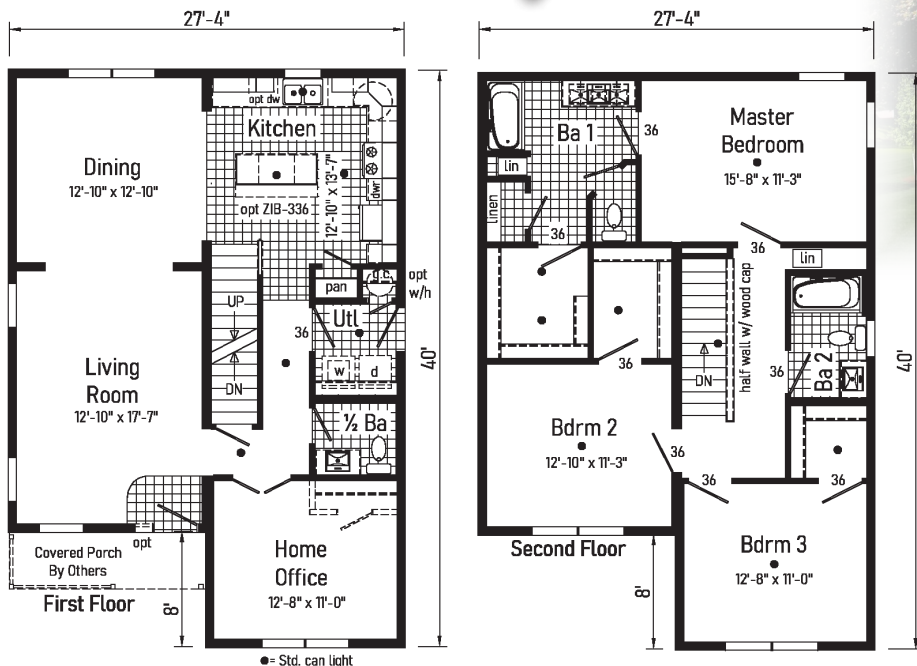 27'-4"
opt dw
Kitchen
Dining
12'-10" x 12'-10"
12'-10" x 13'-7"
dwr
opt ZIB-336
pan
g.c.
opt
w/h
UP
36
Utl
w
d
DN
Living
Room
12'-10" x 17'-7"
½ Ba
opt
Covered Porch
By Others
First Floor
8'
Home
Office
12'-8" x 11'-0"
40'
●= Std. can light
27'-4"
Ba 1
36
Master
Bedroom
15'-8" x 11'-3"
lin
linen
36
36
lin
half wall w/ wood cap
DN
36
36
Ba 2
Bdrm 2
12'-10" x 11'-3"
36
36
36
Second Floor
Bdrm 3
12'-8" x 11'-0"
8'
40'